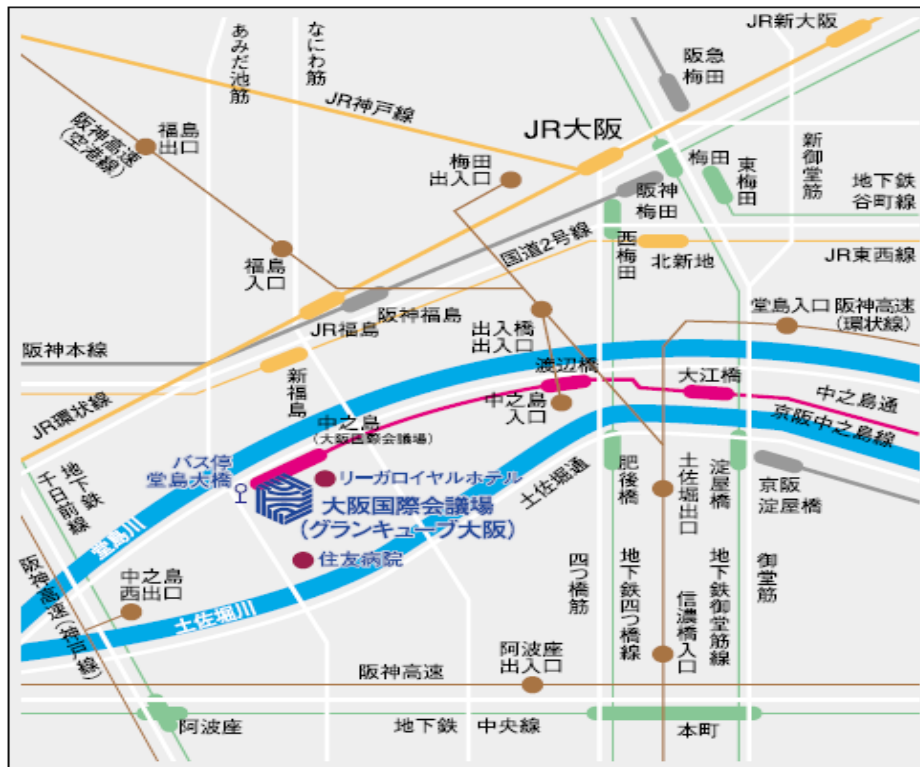 JR新大阪
あみだ池筋
なにわ筋
阪急
梅田
JR神戸線
阪神高速
(空港線)
福島
出口
JR大阪
梅田
出入口
梅田
東梅田
新御堂筋
阪神
梅田
地下鉄
谷町線
西梅田
国道2号線
北新地
JR東西線
福島
入口
阪神福島
JR福島
出入橋
出入口
堂島入口
阪神高速
(環状線)
阪神本線
新福島
渡辺橋
大江橋
中之島通
JR環状線
中之島
(大阪国際会議場)
中之島
入口
京阪中之島線
バス停
堂島大橋
リーガロイヤルホテル
土佐堀通
肥後橋
土佐堀出口
淀屋橋
京阪
淀屋橋
地下鉄
千日前線
大阪国際会議場
(グランキューブ大阪)
堂島川
住友病院
阪神高速(神戸線)
中之島
西出口
土佐堀川
四つ橋筋
地下鉄四つ橋線
信濃橋入口
地下鉄御堂筋線
御堂筋
阪神高速
阿波座
出入口
阿波座
地下鉄 中央線
本町